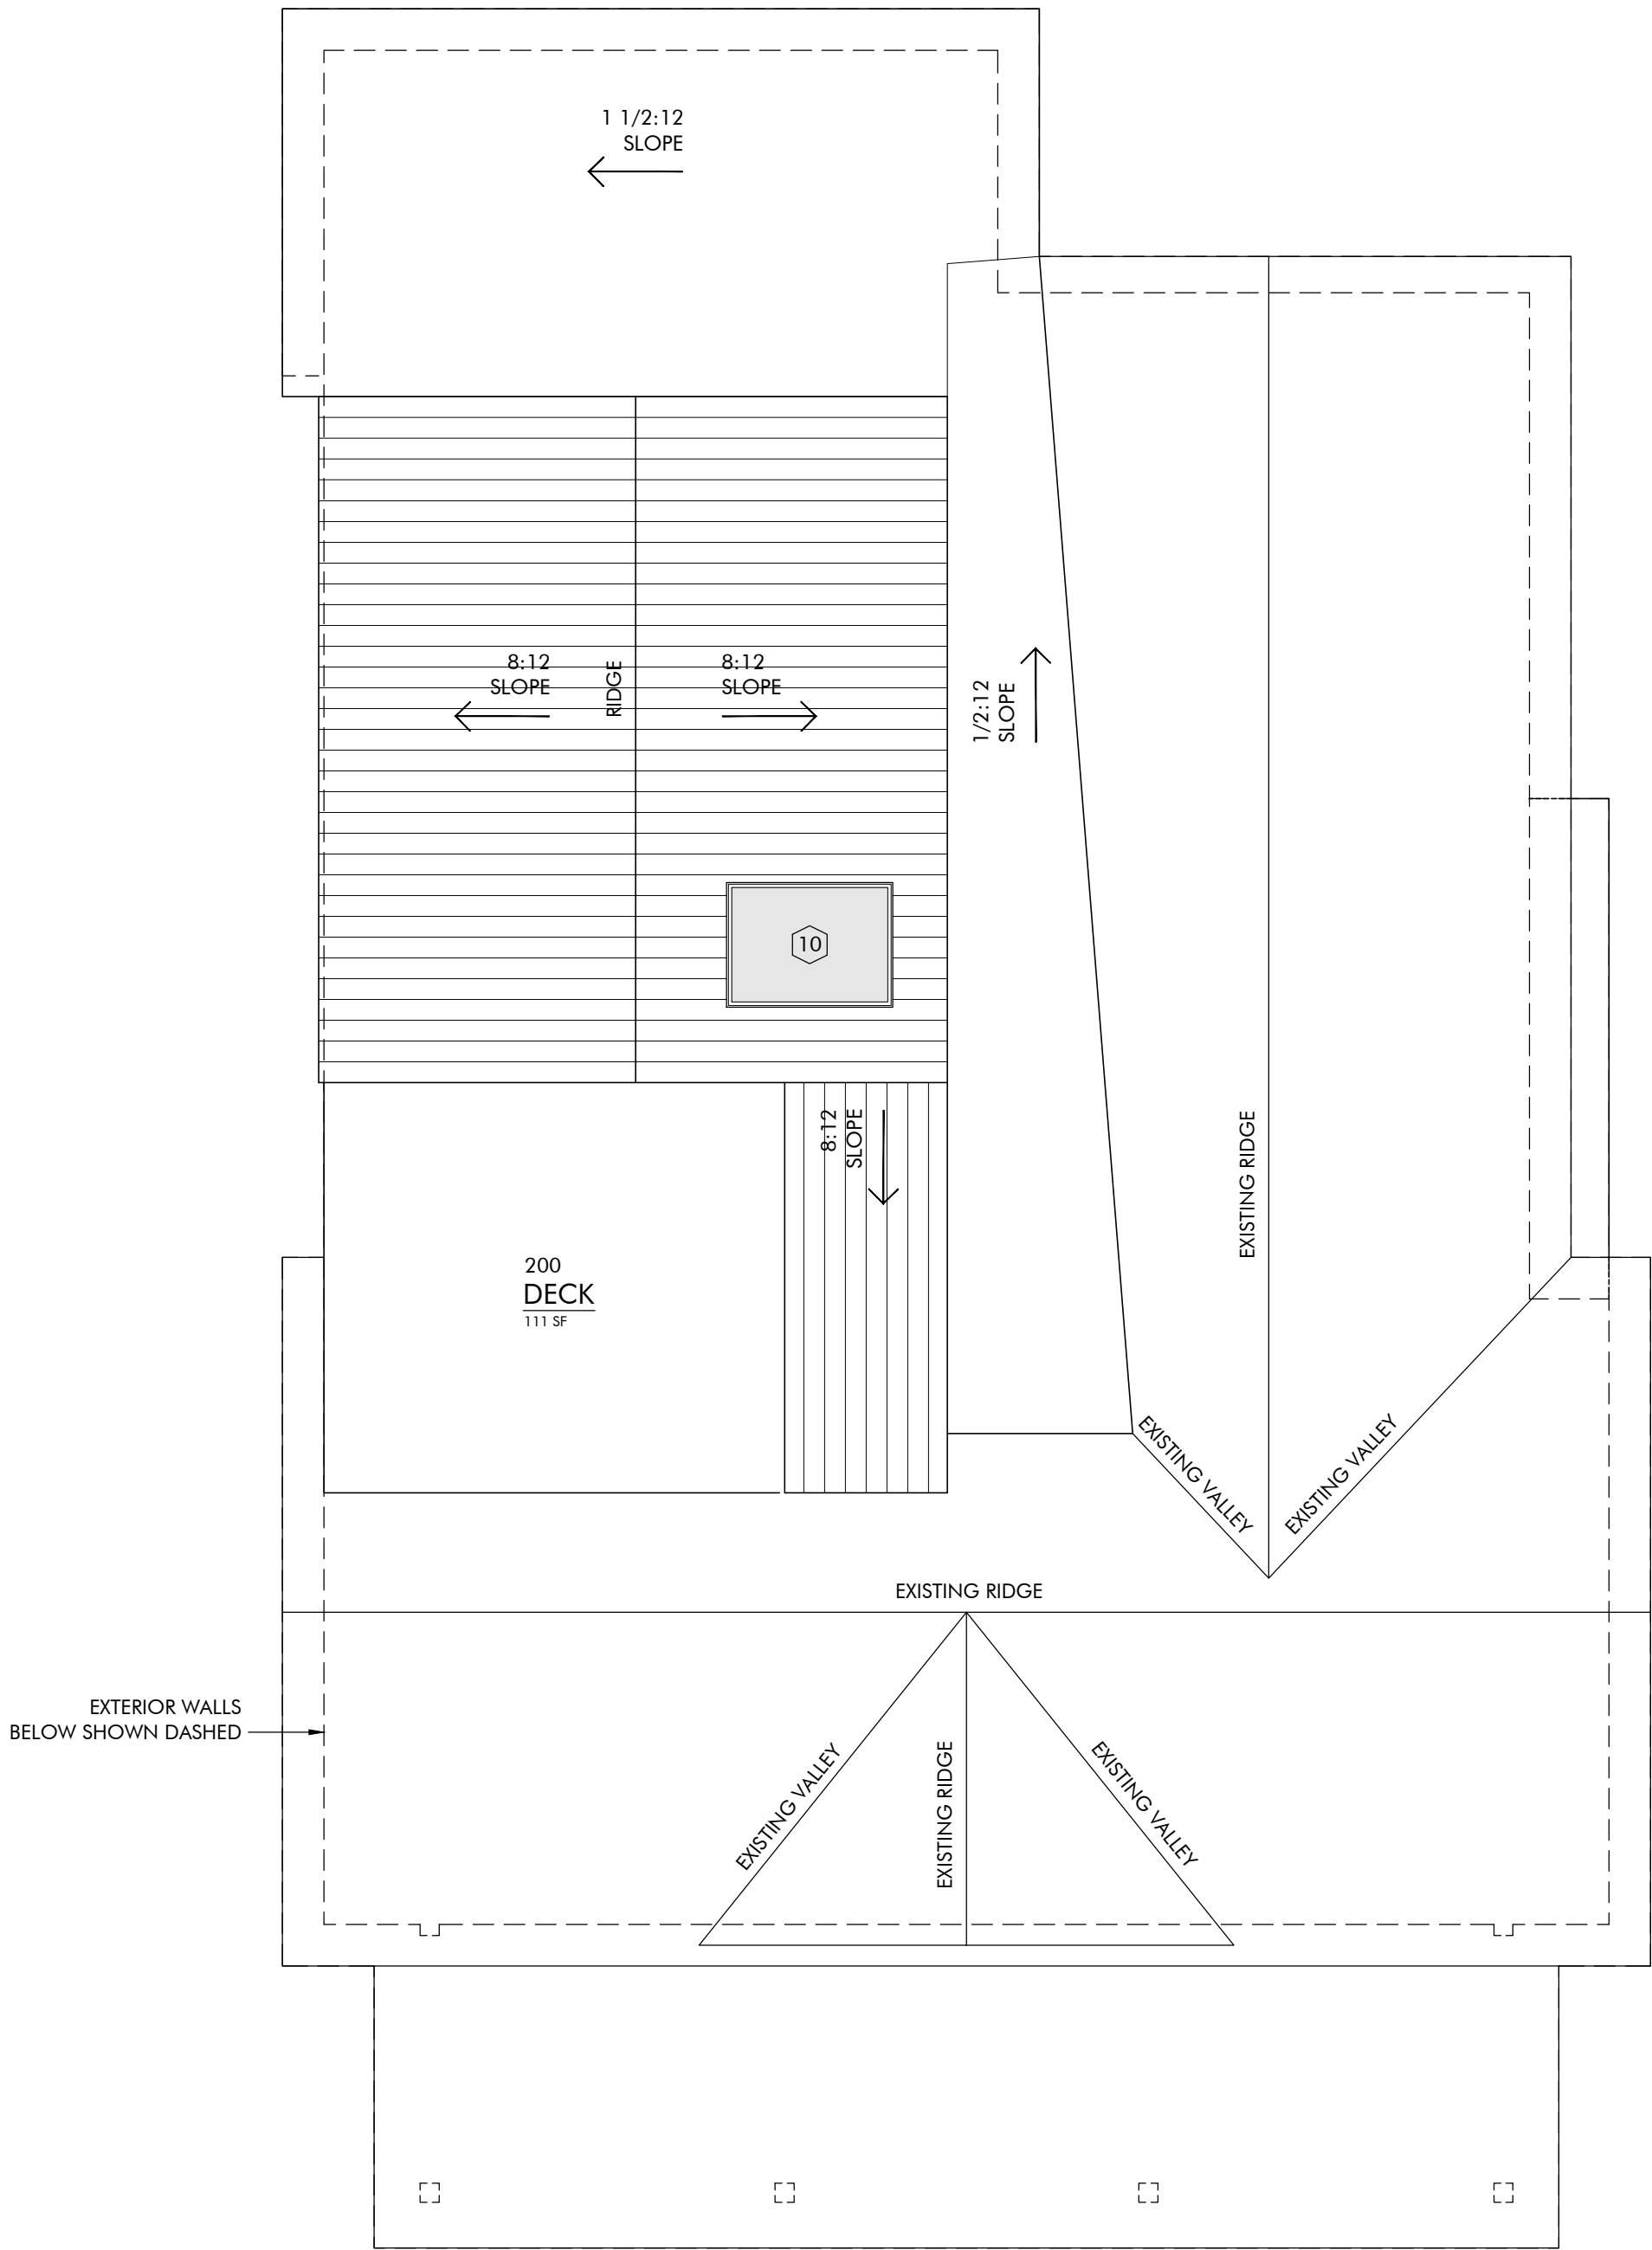 1 1/2:12
SLOPE
8:12
SLOPE
RIDGE
8:12
SLOPE
1/2:12
SLOPE
10
8:12
SLOPE
EXISTING RIDGE
200
DECK
111 SF
EXISTING VALLEY
EXISTING VALLEY
EXISTING RIDGE
EXTERIOR WALLS
BELOW SHOWN DASHED
EXISTING VALLEY
EXISTING RIDGE
EXISTING VALLEY